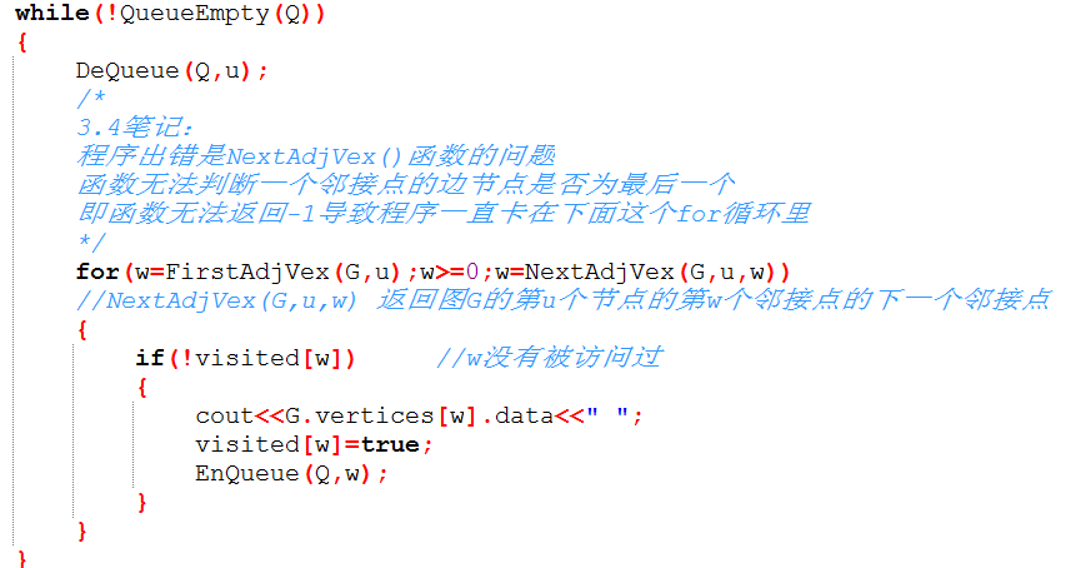 while(!QueueEmpty(Q))
{
    DeQueue(Q,u);
    /*
    3.4笔记：
    程序出错是NextAdjVex()函数的问题
    函数无法判断一个邻接点的边节点是否为最后一个
    即函数无法返回-1导致程序一直卡在下面这个for循环里
    */
    for(w=FirstAdjVex(G,u);w>=0;w=NextAdjVex(G,u,w))
    //NextAdjVex(G,u,w) 返回图G的第u个节点的第w个邻接点的下一个邻接点
    {
        if(!visited[w])     //w没有被访问过
        {
            cout<<G.vertices[w].data<<" ";
            visited[w]=true;
            EnQueue(Q,w);
        }
    }
}